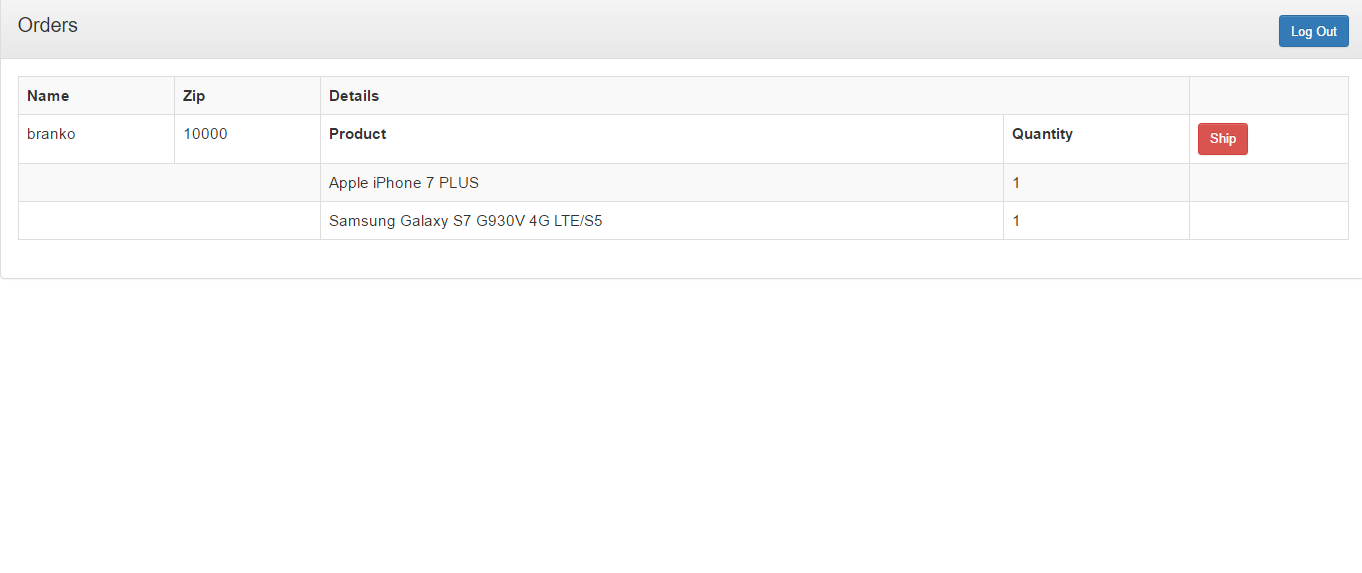 Orders
Log Out
Name Zip Details
branko 10000 Product Quantity Ship
Apple iPhone 7 PLUS 1
Samsung Galaxy S7 G930V 4G LTE/S5 1